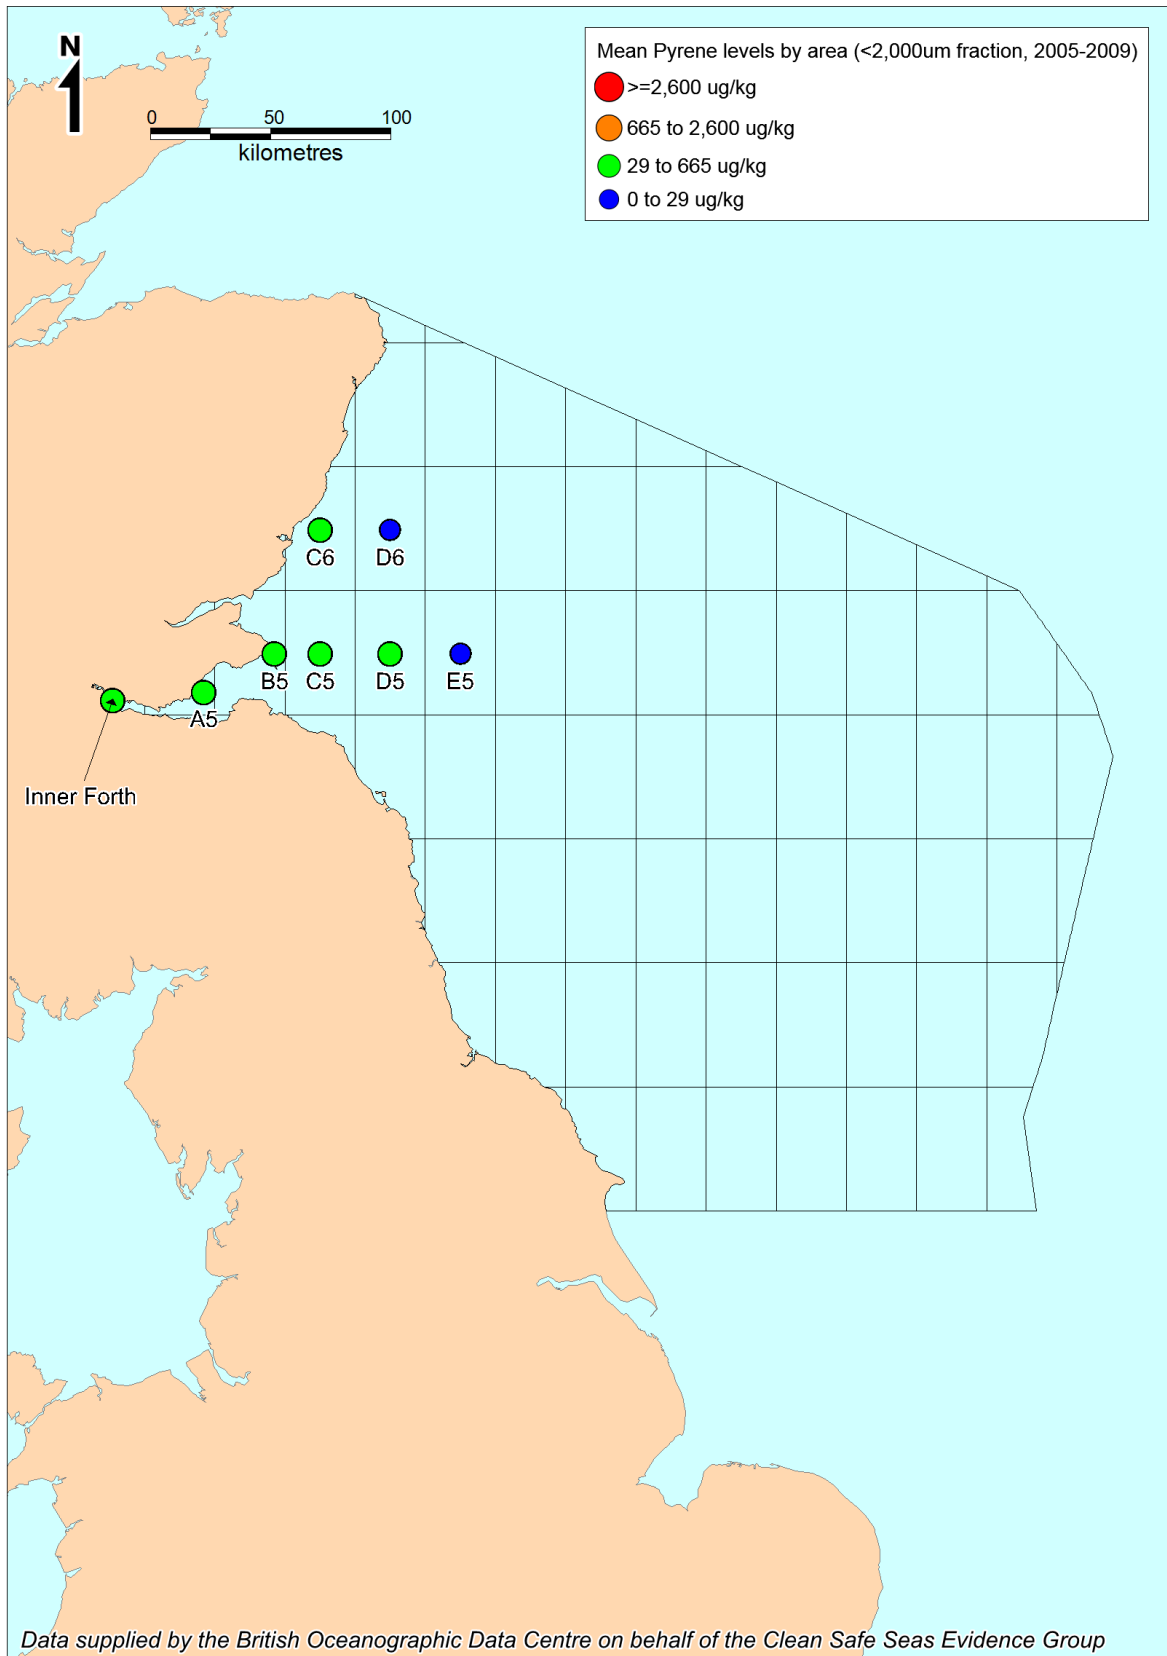 N
0 50 100
kilometres
Mean Pyrene levels by area (<2,000um fraction, 2005-2009)
>=2,600 ug/kg
665 to 2,600 ug/kg
29 to 665 ug/kg
0 to 29 ug/kg
C6 D6
B5 C5 D5 E5
A5
Inner Forth
Data supplied by the British Oceanographic Data Centre on behalf of the Clean Safe Seas Evidence Group